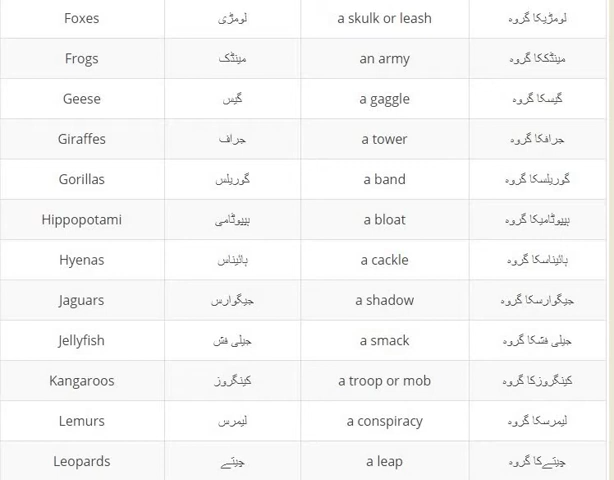 Foxes لومڑی a skulk or leash لومڑیکا گروہ
Frogs مینڈک an army مینڈککا گروہ
Geese گیس a gaggle گیسکا گروہ
Giraffes جراف a tower جرافکا گروہ
Gorillas گوریلس a band گوریلسکا گروہ
Hippopotami ہپپوٹامی a bloat ہپپوٹامیکا گروہ
Hyenas ہائیناس a cackle ہائیناسکا گروہ
Jaguars جیگوارس a shadow جیگوارسکا گروہ
Jellyfish جیلی فش a smack جیلی فشکا گروہ
Kangaroos کینگروز a troop or mob کینگروزکا گروہ
Lemurs لیمرس a conspiracy لیمرسکا گروہ
Leopards چیتے a leap چیتےکا گروہ